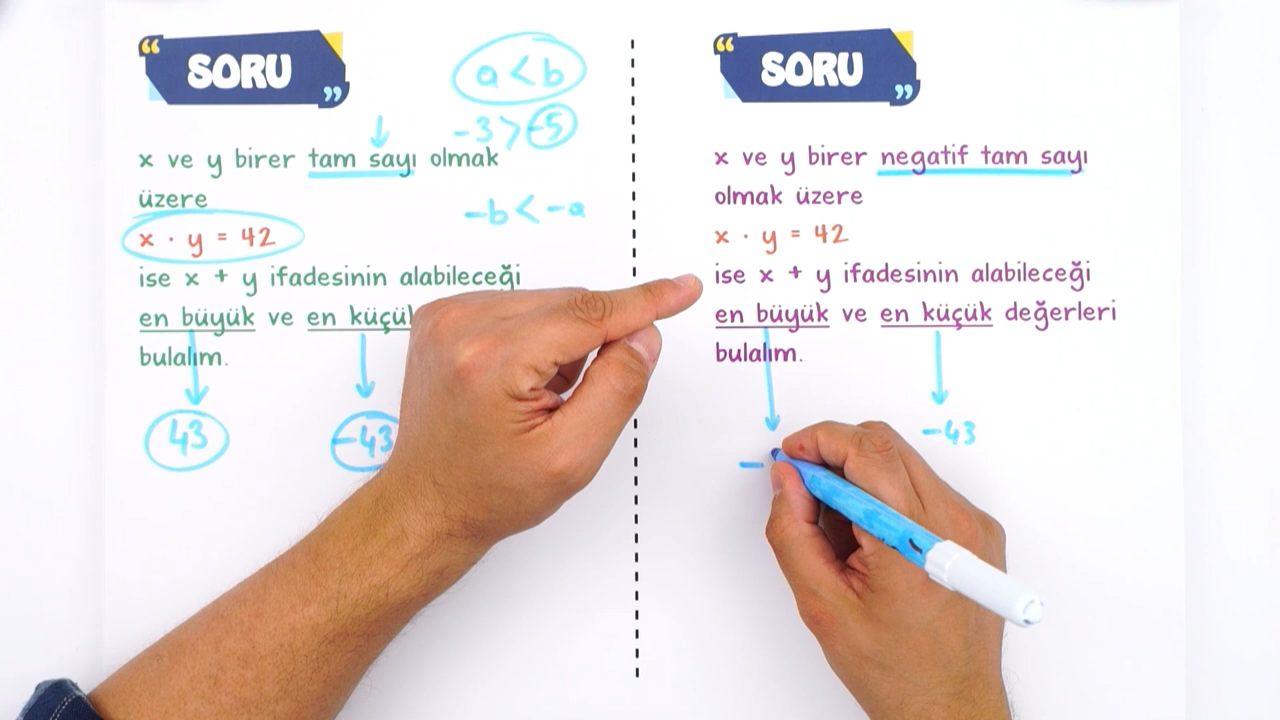 SORU
a < b
-3 > -5
x ve y birer tam sayı olmak
üzere
-b < -a
x · y = 42
ise x + y ifadesinin alabileceği
en büyük ve en küçük
bulalım.
43
-43
SORU
x ve y birer negatif tam sayı
olmak üzere
x · y = 42
ise x + y ifadesinin alabileceği
en büyük ve en küçük değerleri
bulalım.
-
-43